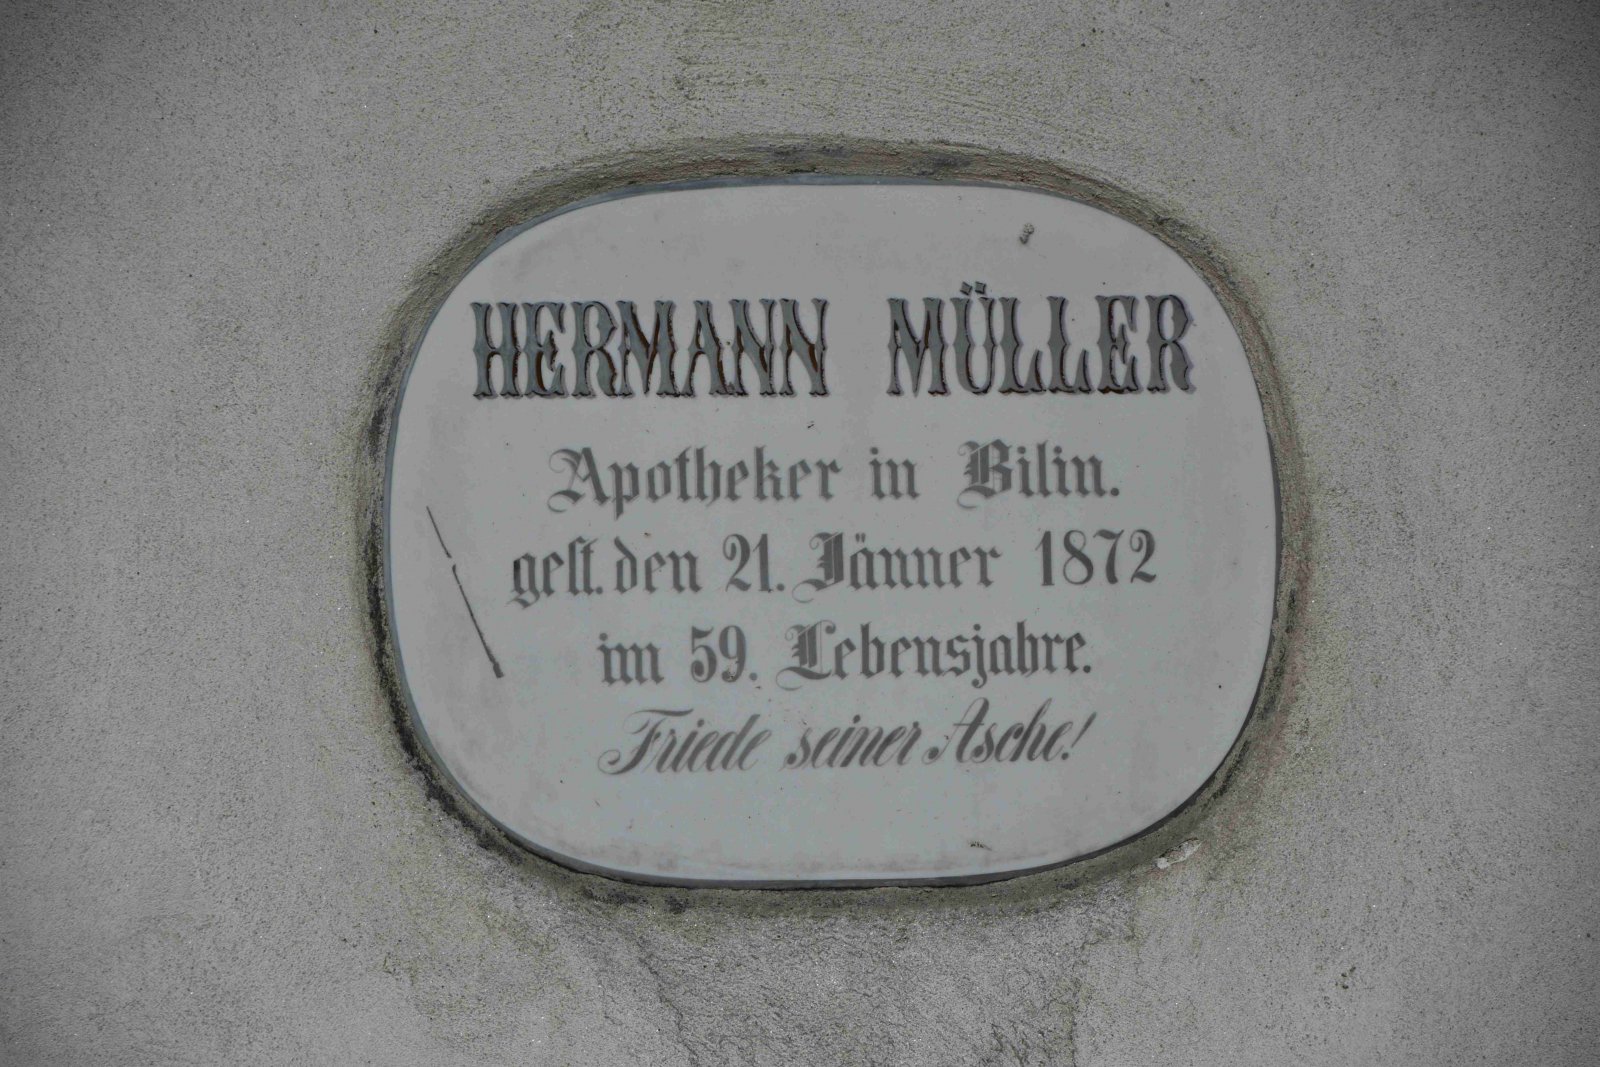 HERMANN MÜLLER
Apotheker in Bilin.
gest. den 21. Jänner 1872
im 59. Lebensjahre.
Friede seiner Asche!